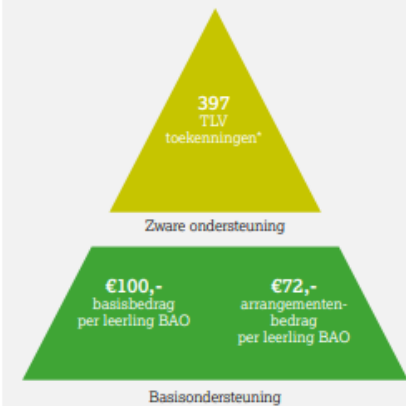 397
TLV
toekenningen*
Zware ondersteuning
€100,-
basisbedrag
per leerling BAO
€72,-
arrangementen-
bedrag
per leerling BAO
Basisondersteuning